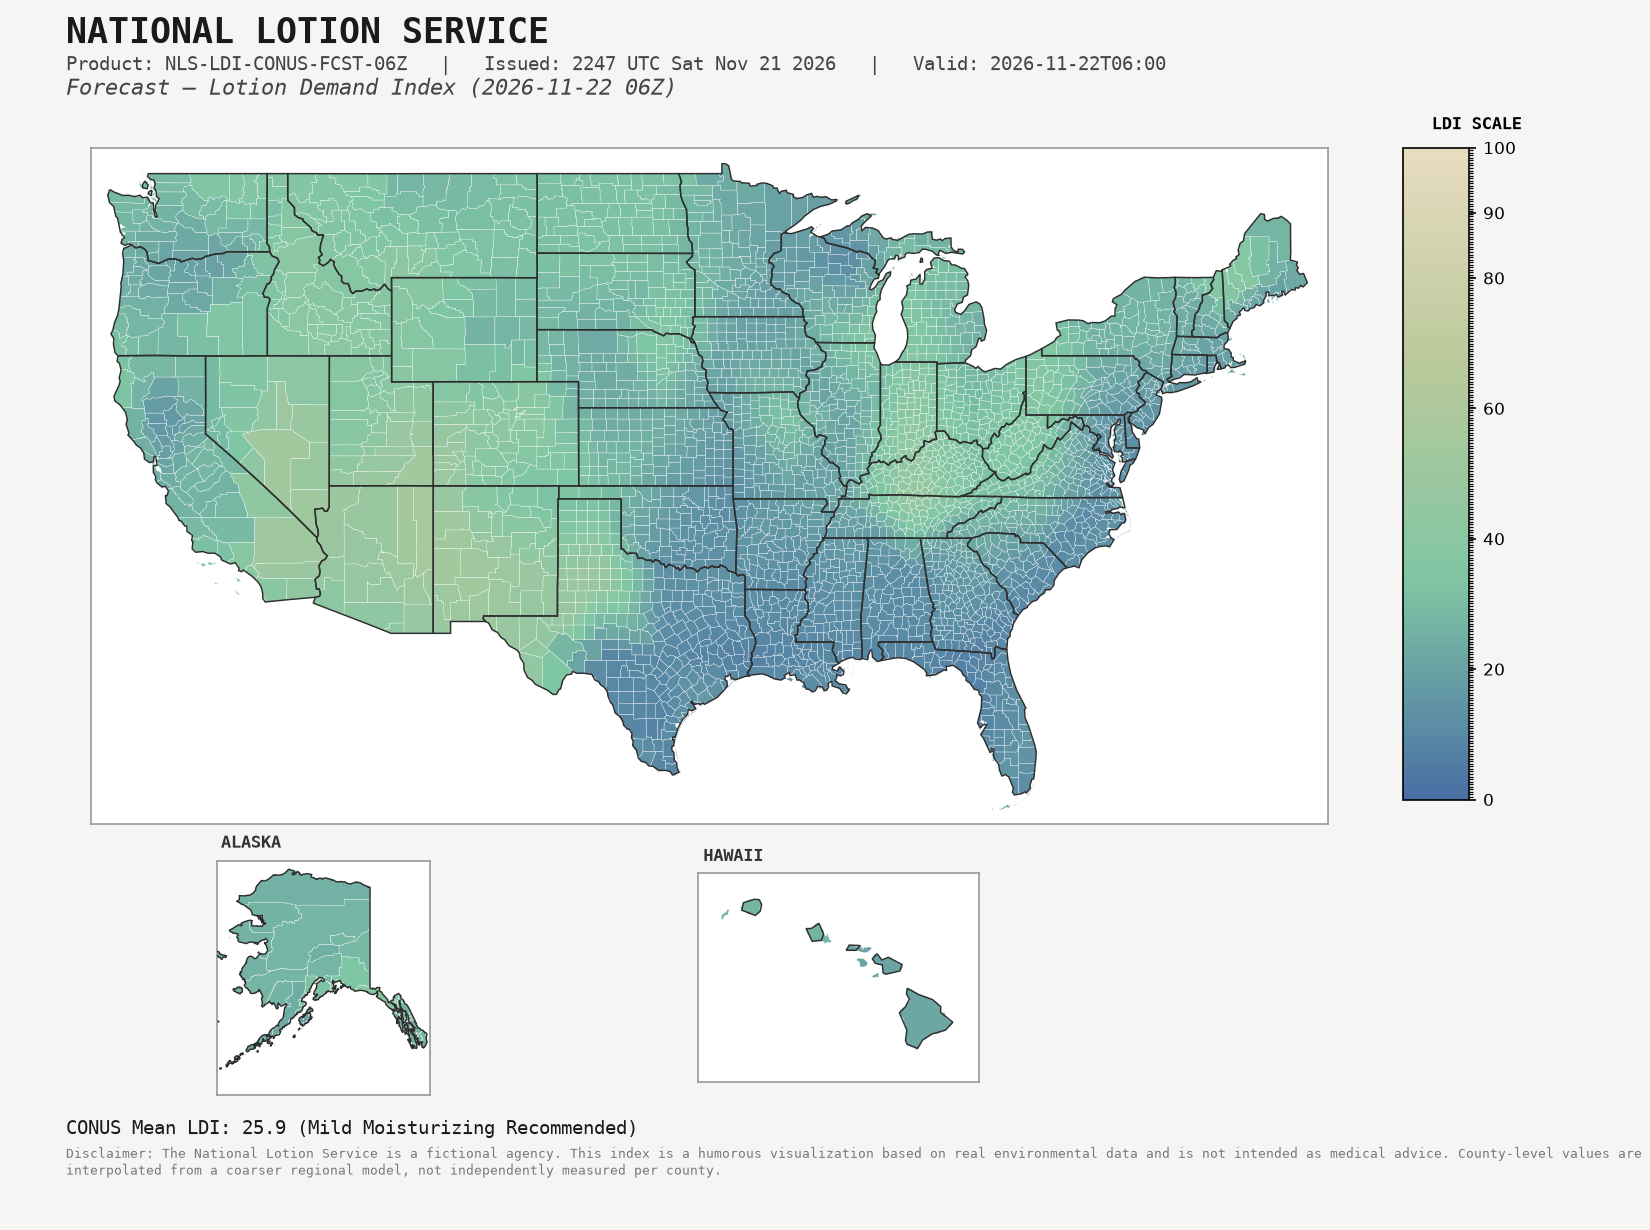 NATIONAL LOTION SERVICE
Product: NLS-LDI-CONUS-FCST-06Z | Issued: 2247 UTC Sat Nov 21 2026 | Valid: 2026-11-22T06:00
Forecast — Lotion Demand Index (2026-11-22 06Z)
LDI SCALE
100
90
80
60
40
20
0
ALASKA
HAWAII
CONUS Mean LDI: 25.9 (Mild Moisturizing Recommended)
Disclaimer: The National Lotion Service is a fictional agency. This index is a humorous visualization based on real environmental data and is not intended as medical advice. County-level values are
interpolated from a coarser regional model, not independently measured per county.